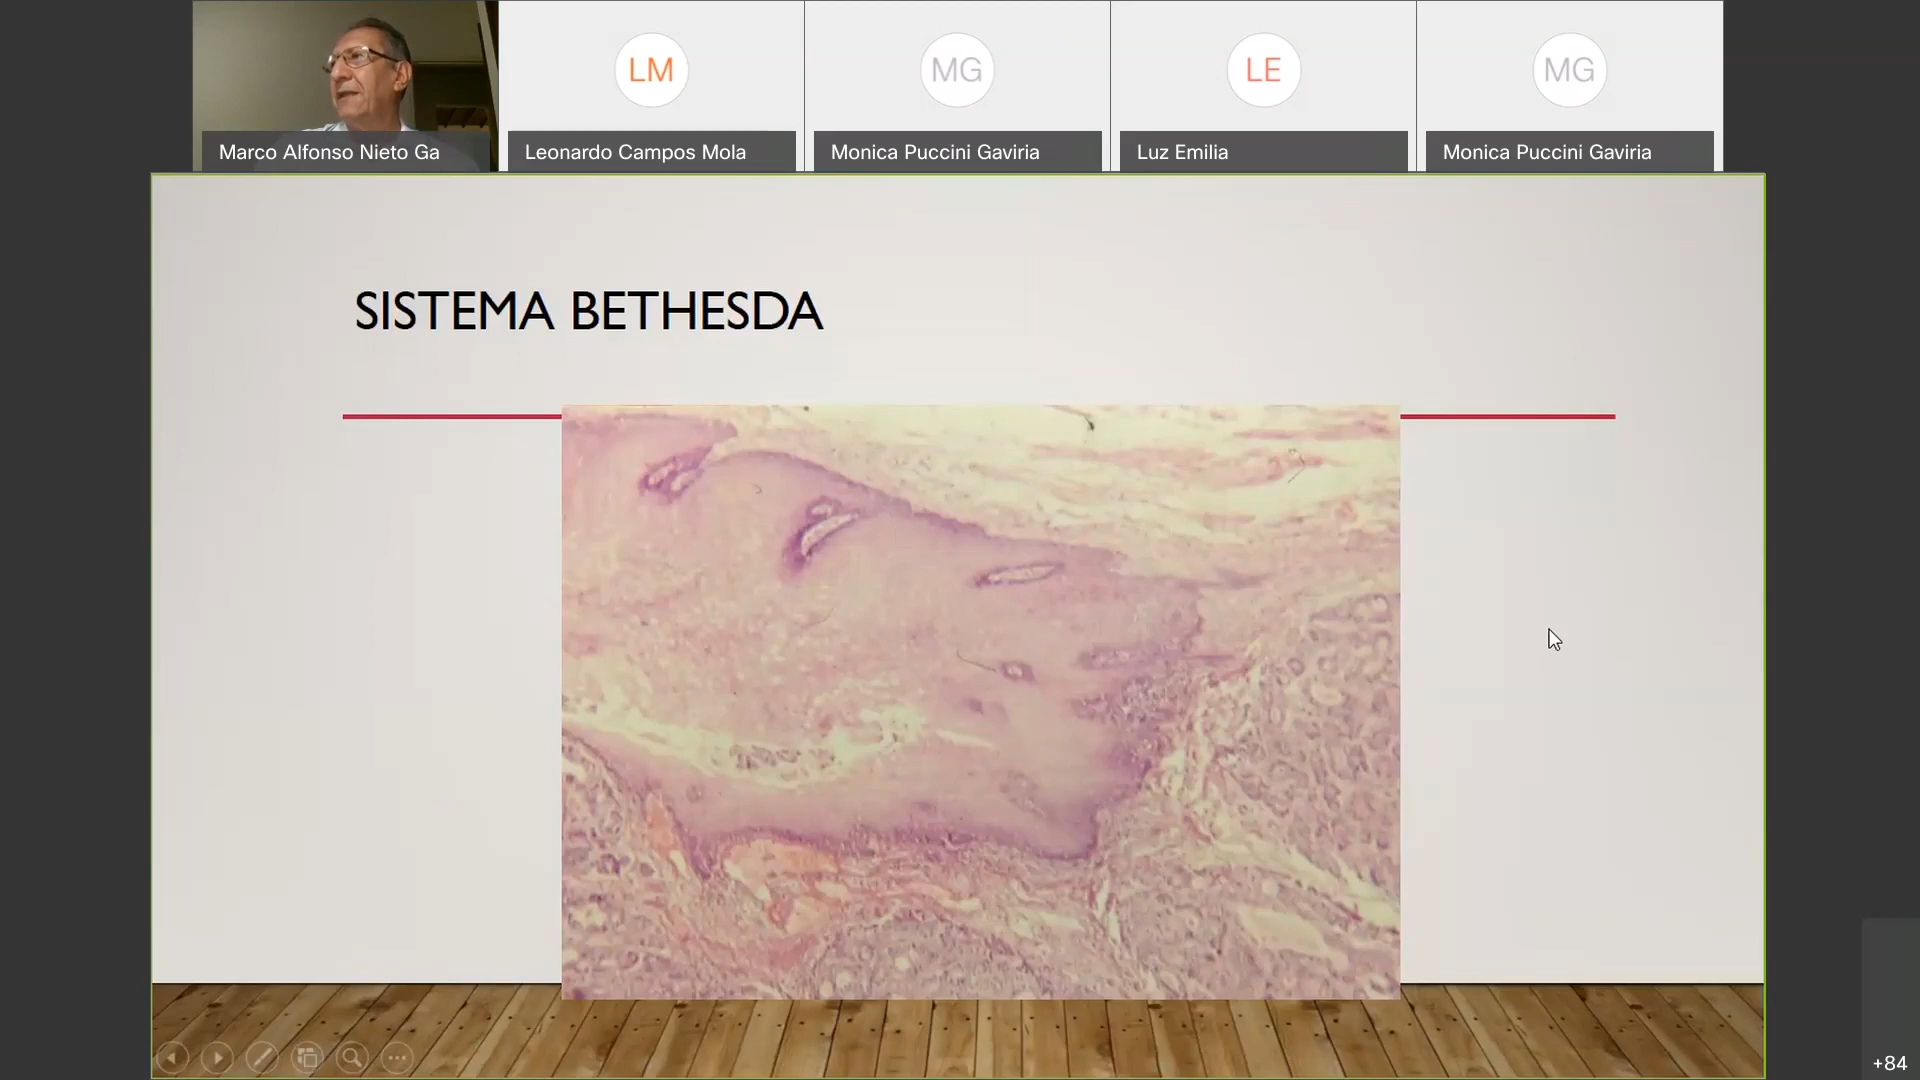 LM
MG
LE
MG
Marco Alfonso Nieto Ga
Leonardo Campos Mola
Monica Puccini Gaviria
Luz Emilia
Monica Puccini Gaviria
SISTEMA BETHESDA
+84